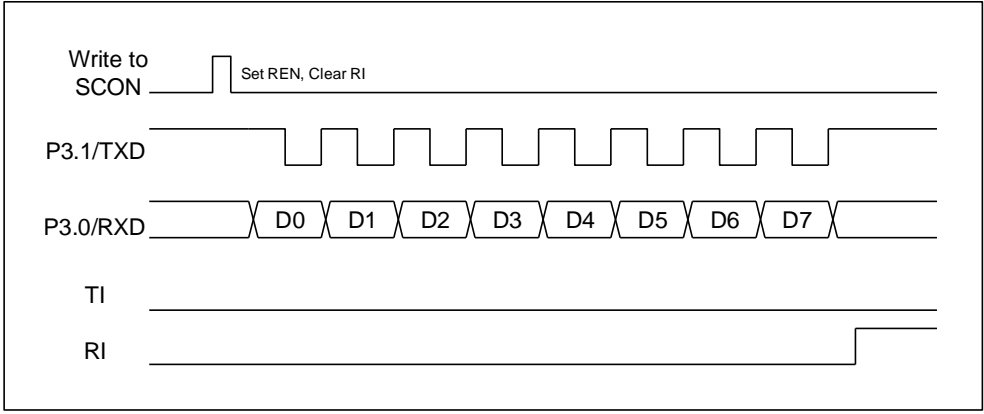 Write to
SCON
Set REN, Clear RI
P3.1/TXD
P3.0/RXD
D0 D1 D2 D3 D4 D5 D6 D7
TI
RI